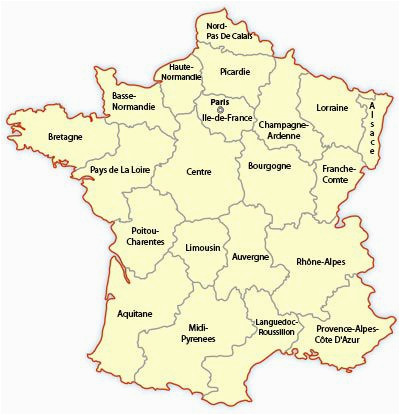 Nord-
Pas De Calais
Haute-
Normandie
Picardie
Basse-
Normandie
Paris
Ile-de-France
Champagne-
Ardenne
Lorraine
Alsace
Bretagne
Pays de La Loire
Centre
Bourgogne
Franche-
Comte
Poitou-
Charentes
Limousin
Auvergne
Rhône-Alpes
Aquitane
Midi-
Pyrenees
Languedoc-
Roussillon
Provence-Alpes-
Côte D'Azur